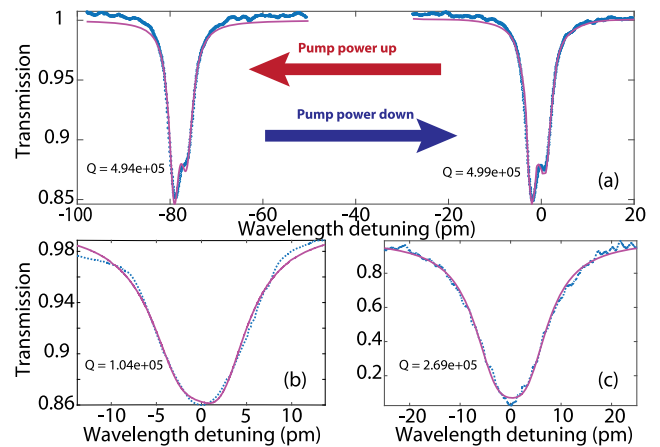 1
0.95
0.9
0.85
Transmission
Pump power up
Pump power down
Q = 4.94e+05
Q = 4.99e+05
(a)
-100 -80 -60 -40 -20 0 20
Wavelength detuning (pm) Wavelength detuning (pm)
0.98
0.94
0.9
0.86
Transmission
Q = 1.04e+05
(b)
-10 -5 0 5 10
Wavelength detuning (pm)
0.8
0.6
0.4
0.2
Q = 2.69e+05
(c)
-20 -10 0 10 20
Wavelength detuning (pm)